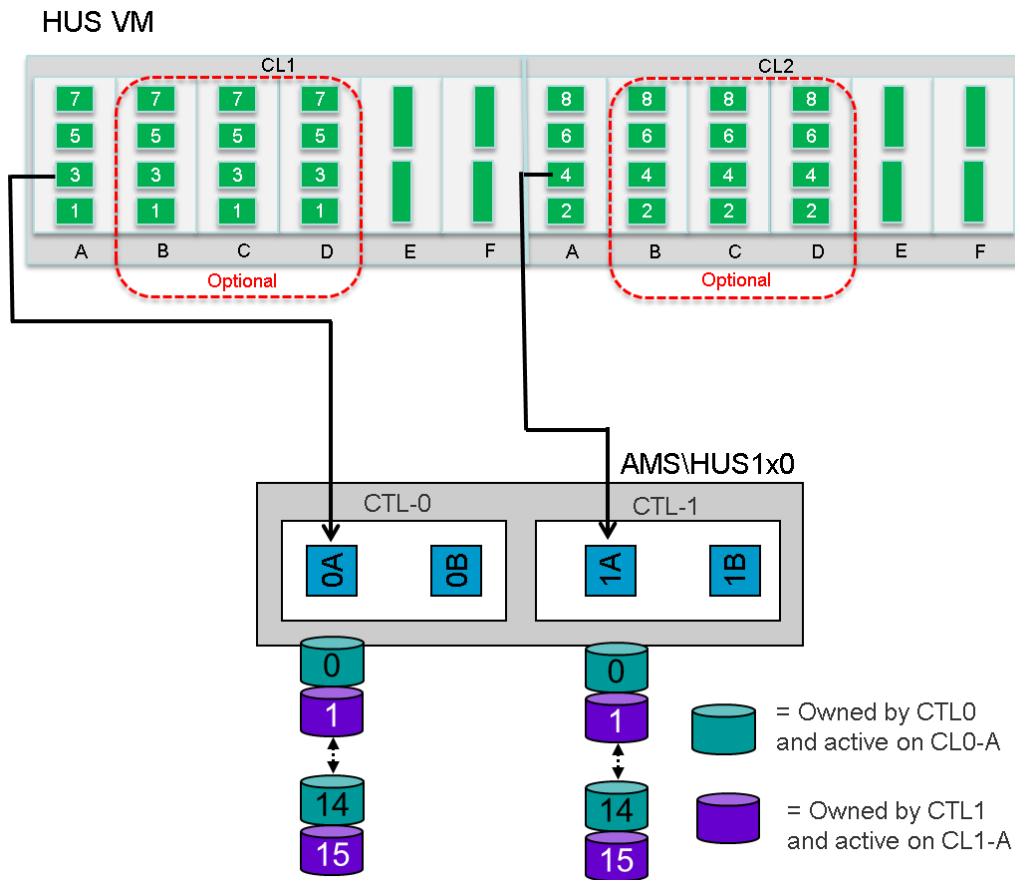 HUS VM
CL1 CL2
7 7 7 7 8 8 8 8
5 5 5 5 6 6 6 6
3 3 3 3 4 4 4 4
1 1 1 1 2 2 2 2
A B C D E F A B C D E F
Optional Optional
AMS\HUS1x0
CTL-0 CTL-1
0A 0B 1A 1B
0 0
1 1
14 14
15 15
= Owned by CTL0
and active on CL0-A
= Owned by CTL1
and active on CL1-A